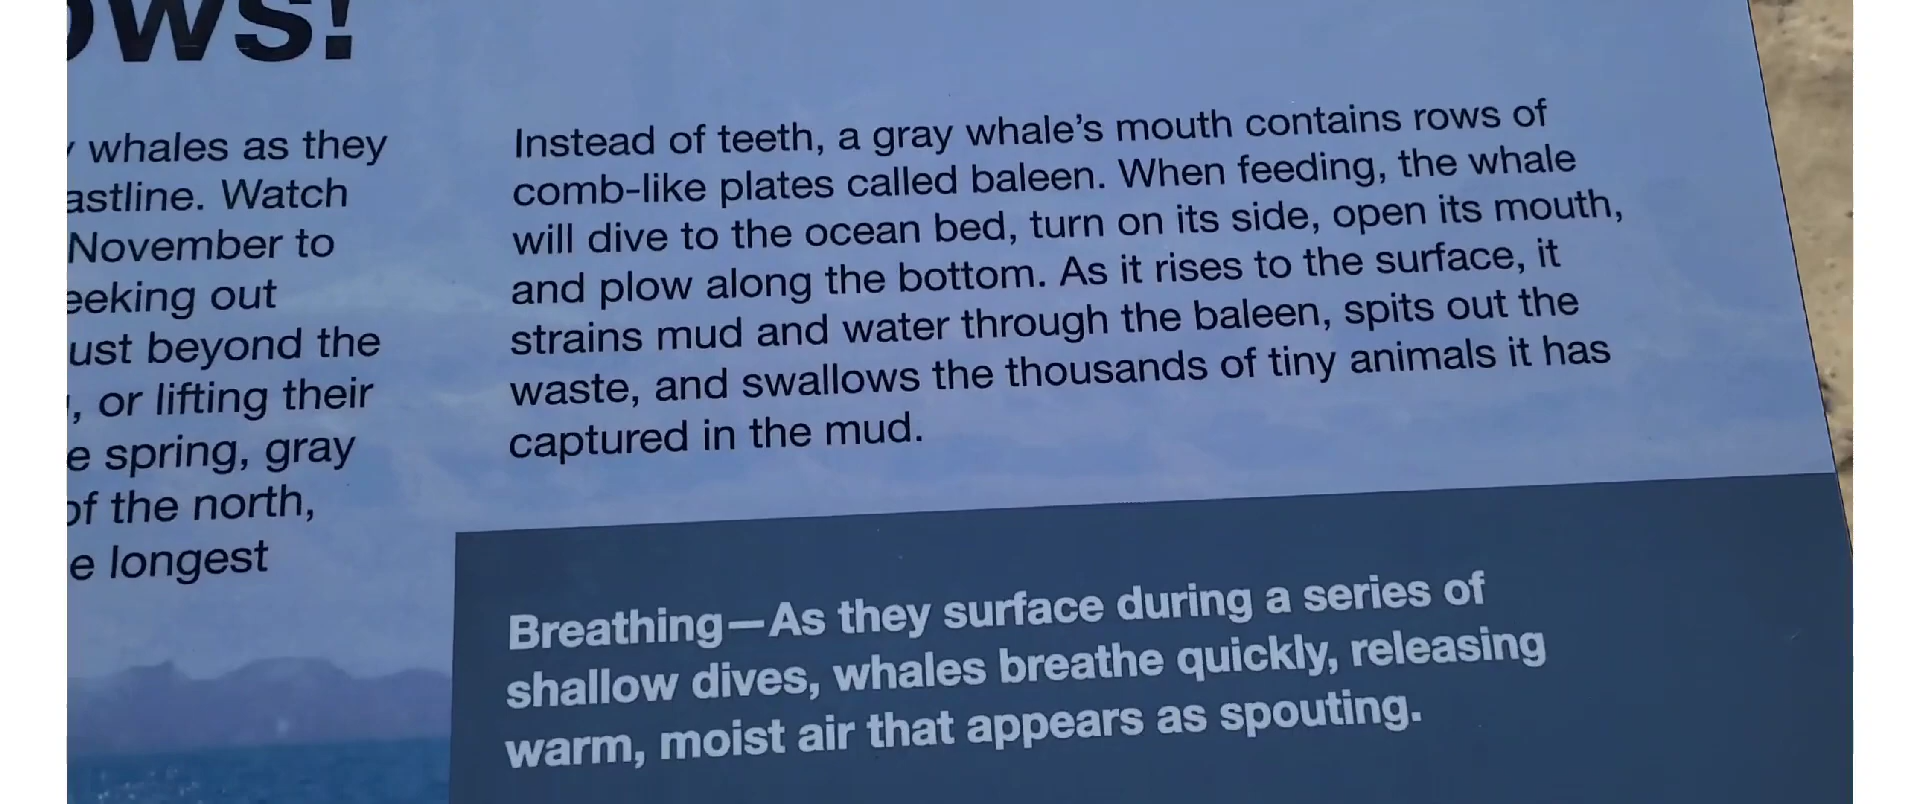 ows!
whales as they
astline. Watch
November to
eeking out
ust beyond the
, or lifting their
e spring, gray
of the north,
e longest
Instead of teeth, a gray whale's mouth contains rows of
comb-like plates called baleen. When feeding, the whale
will dive to the ocean bed, turn on its side, open its mouth,
and plow along the bottom. As it rises to the surface, it
strains mud and water through the baleen, spits out the
waste, and swallows the thousands of tiny animals it has
captured in the mud.
Breathing—As they surface during a series of
shallow dives, whales breathe quickly, releasing
warm, moist air that appears as spouting.